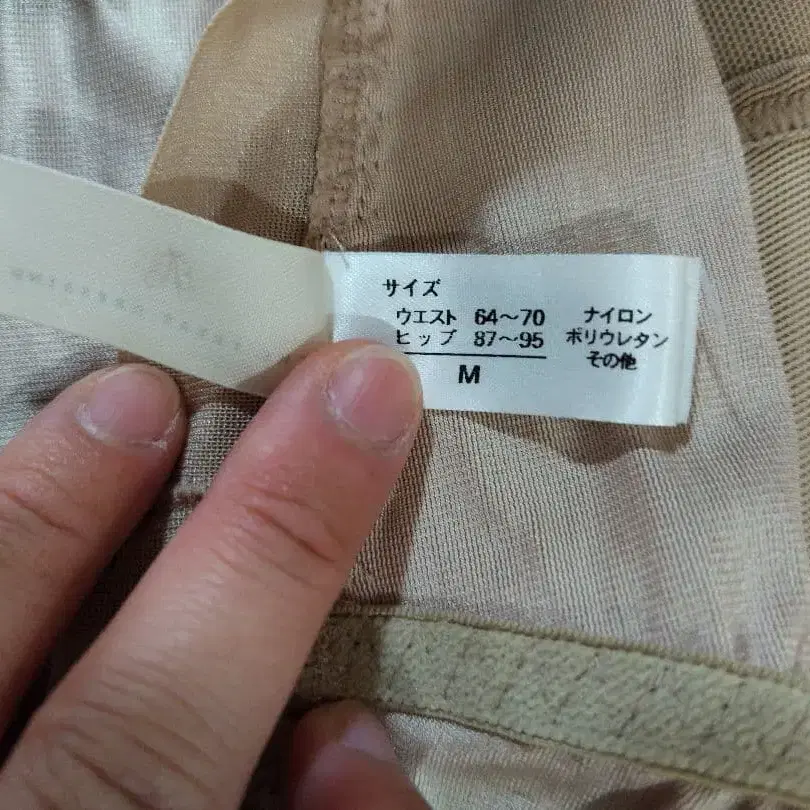 サイズ
ウエスト 64～70
ヒップ 87～95
M
ナイロン
ポリウレタン
その他